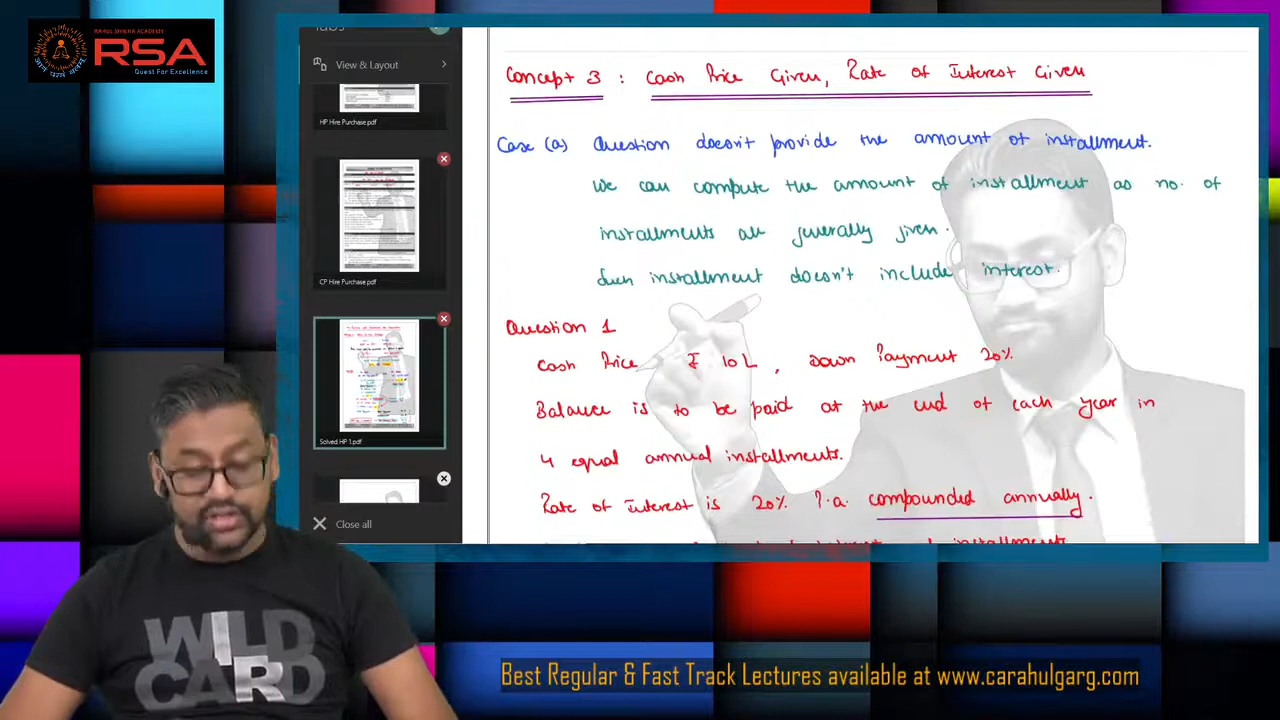 RAHUL SHIKHA ACADEMY
RSA
Quest For Excellence
View & Layout
HP Hire Purchase.pdf
CP Hire Purchase.pdf
Solved HP 1.pdf
Close all
Concept 3 : Cash Price Given, Rate of Interest Given
Case (a) Question doesn't provide the amount of installment.
We can compute the amount of installment as no. of
installments are generally given.
Such installment doesn't include interest.
Question 1
Cash Price ₹ 10L, Down Payment 20%.
Balance is to be paid at the end of each year in
4 equal annual installments.
Rate of Interest is 20% P.a. compounded annually.
WILD
CARD
Best Regular & Fast Track Lectures available at www.carahulgarg.com